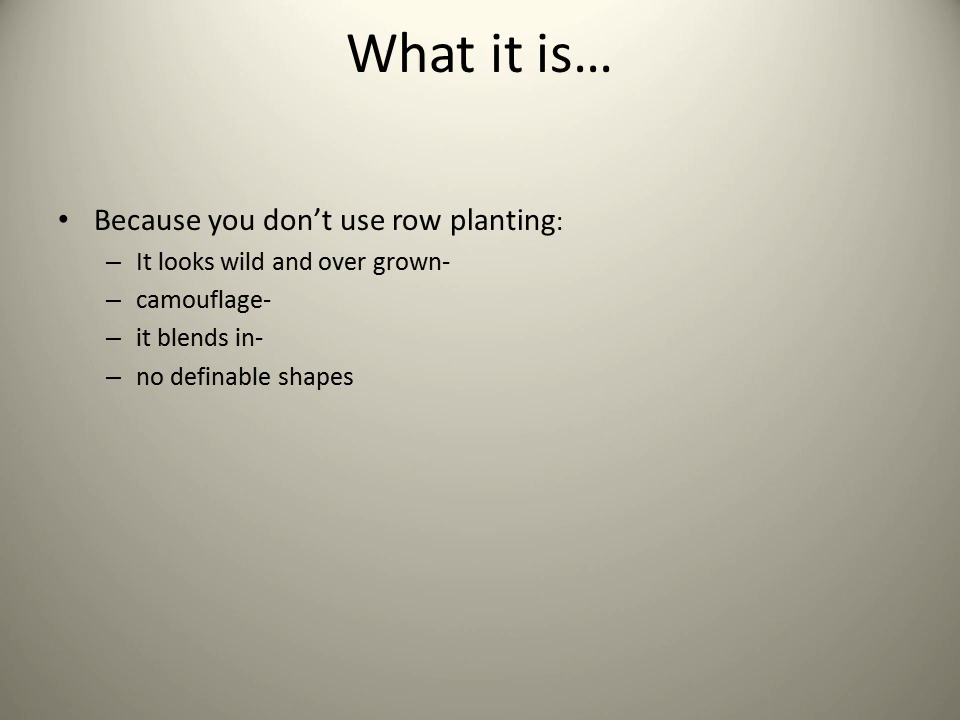 What it is…
• Because you don’t use row planting:
– It looks wild and over grown-
– camouflage-
– it blends in-
– no definable shapes